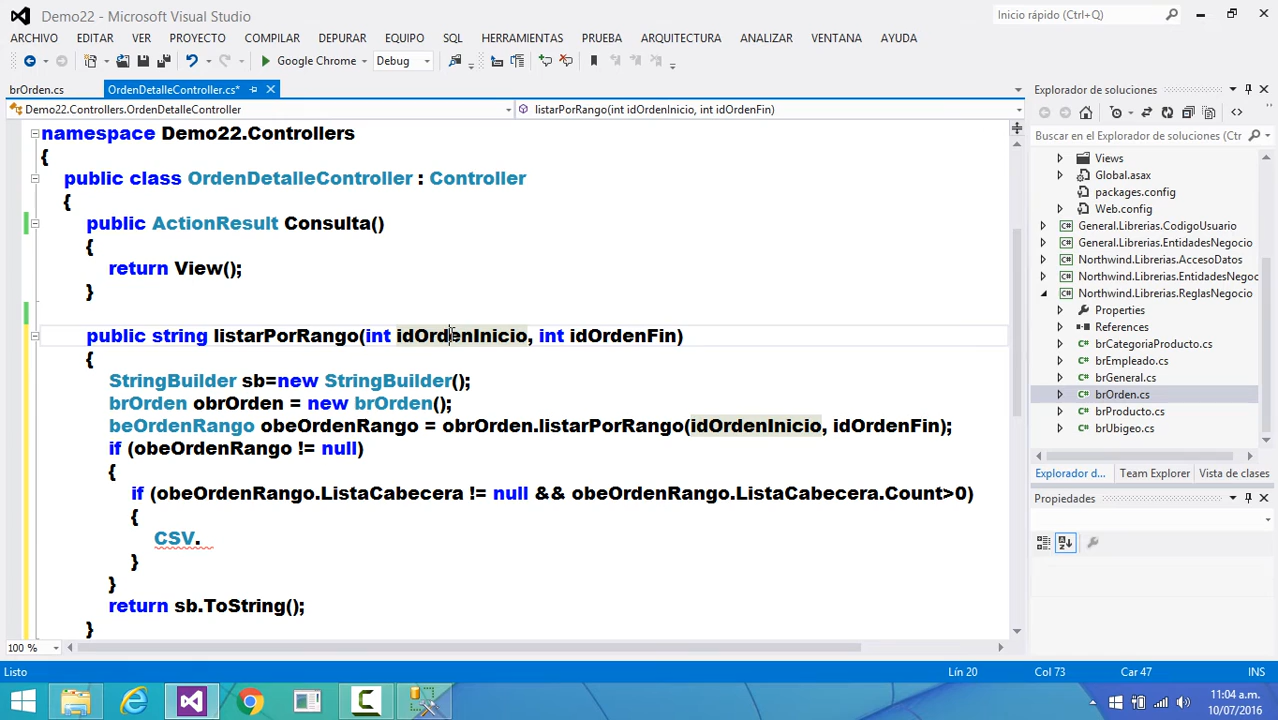 Demo22 - Microsoft Visual Studio
Inicio rápido (Ctrl+)
ARCHIVO EDITAR VER PROYECTO COMPILAR DEPURAR EQUIPO SQL HERRAMIENTAS PRUEBA ARQUITECTURA ANALIZAR VENTANA AYUDA
Google Chrome Debug
brOrden.cs OrdenDetalleController.cs*
Explorador de soluciones
Demo22.Controllers.OrdenDetalleController listarPorRango(int idOrdenInicio, int idOrdenFin)
Buscar en el Explorador de soluciones (Ctr
namespace Demo22.Controllers
{
public class OrdenDetalleController : Controller
{
public ActionResult Consulta()
{
return View();
}
public string listarPorRango(int idOrdenInicio, int idOrdenFin)
{
StringBuilder sb=new StringBuilder();
brOrden obrOrden = new brOrden();
beOrdenRango obeOrdenRango = obrOrden.listarPorRango(idOrdenInicio, idOrdenFin);
if (obeOrdenRango != null)
{
if (obeOrdenRango.ListaCabecera != null && obeOrdenRango.ListaCabecera.Count>0)
{
CSV.
}
}
return sb.ToString();
}
Views
Global.asax
packages.config
Web.config
General.Librerias.CodigoUsuario
General.Librerias.EntidadesNegocio
Northwind.Librerias.AccesoDatos
Northwind.Librerias.EntidadesNegoc
Northwind.Librerias.ReglasNegocio
Properties
References
brCategoriaProducto.cs
brEmpleado.cs
brGeneral.cs
brOrden.cs
brProducto.cs
brUbigeo.cs
Explorador d... Team Explorer Vista de clases
Propiedades
100 %
Listo Lín 20 Col 73 Car 47 INS
11:04 a.m.
10/07/2016